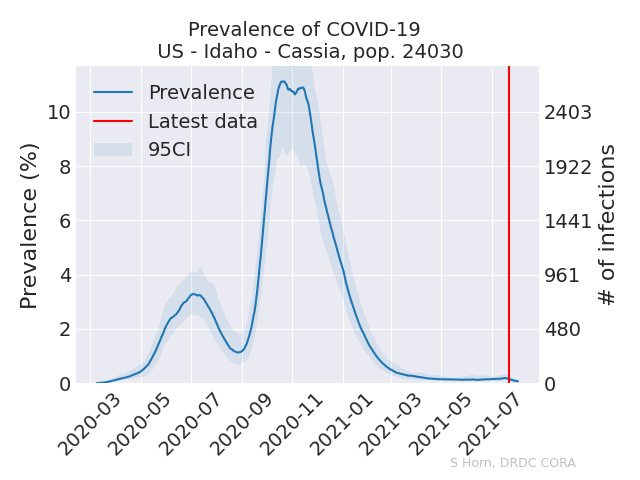 Prevalence of COVID-19
US - Idaho - Cassia, pop. 24030
Prevalence
Latest data
95CI
Prevalence (%)
10
8
6
4
2
0
2403
1922
1441
961
480
0
# of infections
2020-03
2020-05
2020-07
2020-09
2020-11
2021-01
2021-03
2021-05
2021-07
S Horn, DRDC CORA